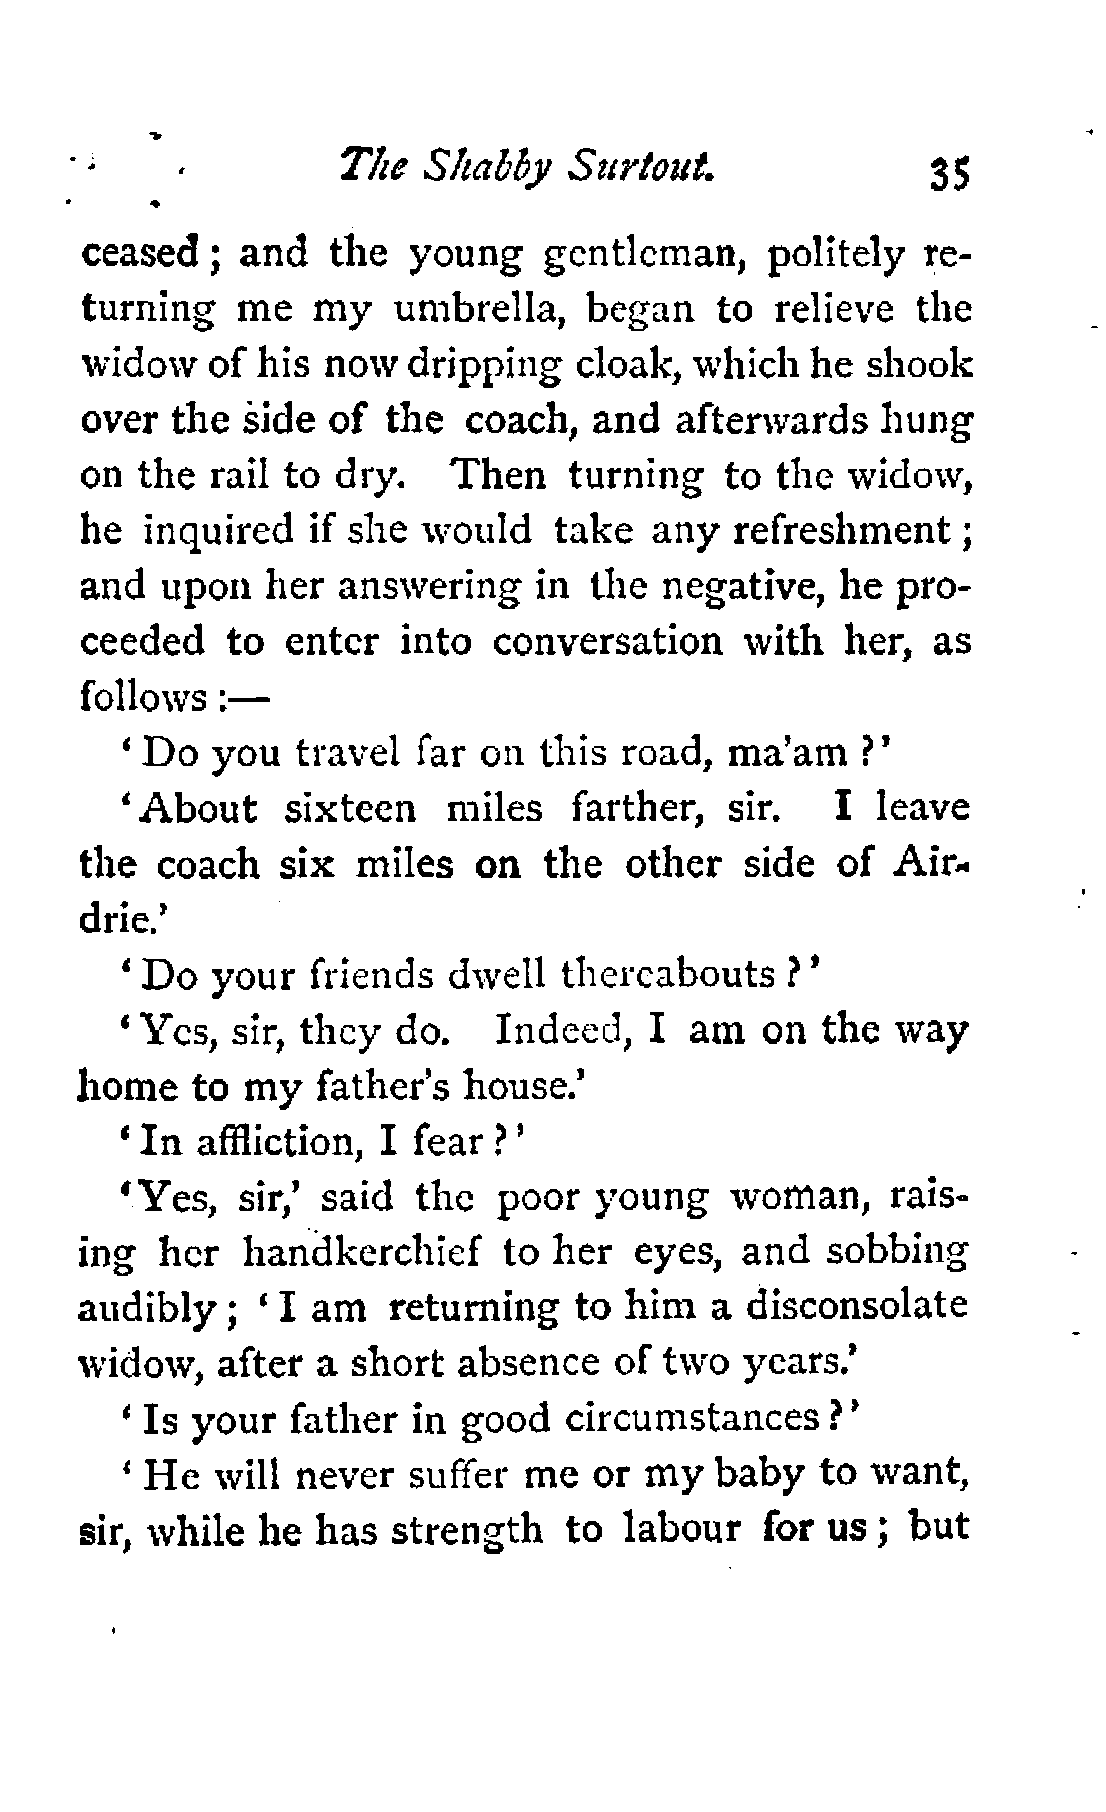 The Shabby Surtout. 35
ceased ; and the young gentleman, politely re-
turning me my umbrella, began to relieve the
widow of his now dripping cloak, which he shook
over the side of the coach, and afterwards hung
on the rail to dry. Then turning to the widow,
he inquired if she would take any refreshment ;
and upon her answering in the negative, he pro-
ceeded to enter into conversation with her, as
follows :—
‘ Do you travel far on this road, ma’am ?’
‘ About sixteen miles farther, sir. I leave
the coach six miles on the other side of Air-
drie.’
‘ Do your friends dwell thereabouts ?’
‘ Yes, sir, they do. Indeed, I am on the way
home to my father’s house.’
‘ In affliction, I fear ?’
‘ Yes, sir,’ said the poor young woman, rais-
ing her handkerchief to her eyes, and sobbing
audibly ; ‘ I am returning to him a disconsolate
widow, after a short absence of two years.’
‘ Is your father in good circumstances ?’
‘ He will never suffer me or my baby to want,
sir, while he has strength to labour for us ; but